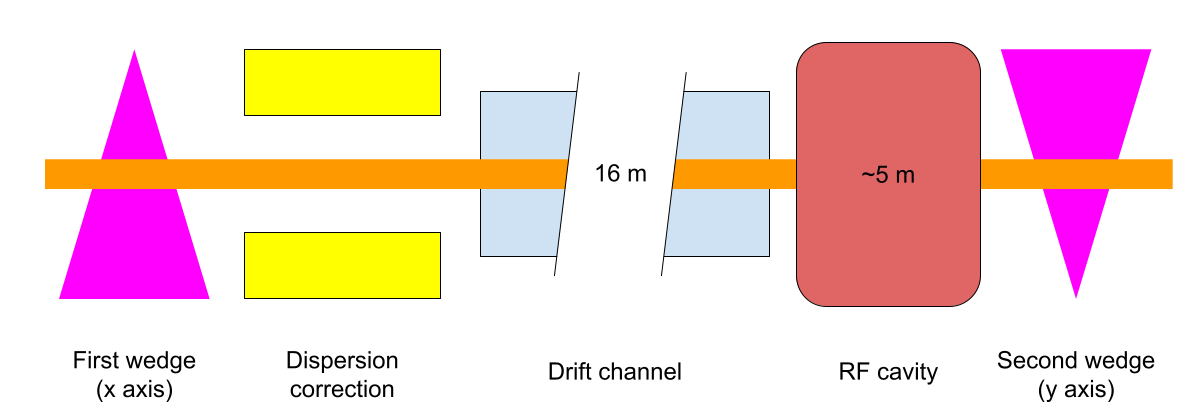 16 m
~5 m
First wedge
(x axis)
Dispersion
correction
Drift channel
RF cavity
Second wedge
(y axis)